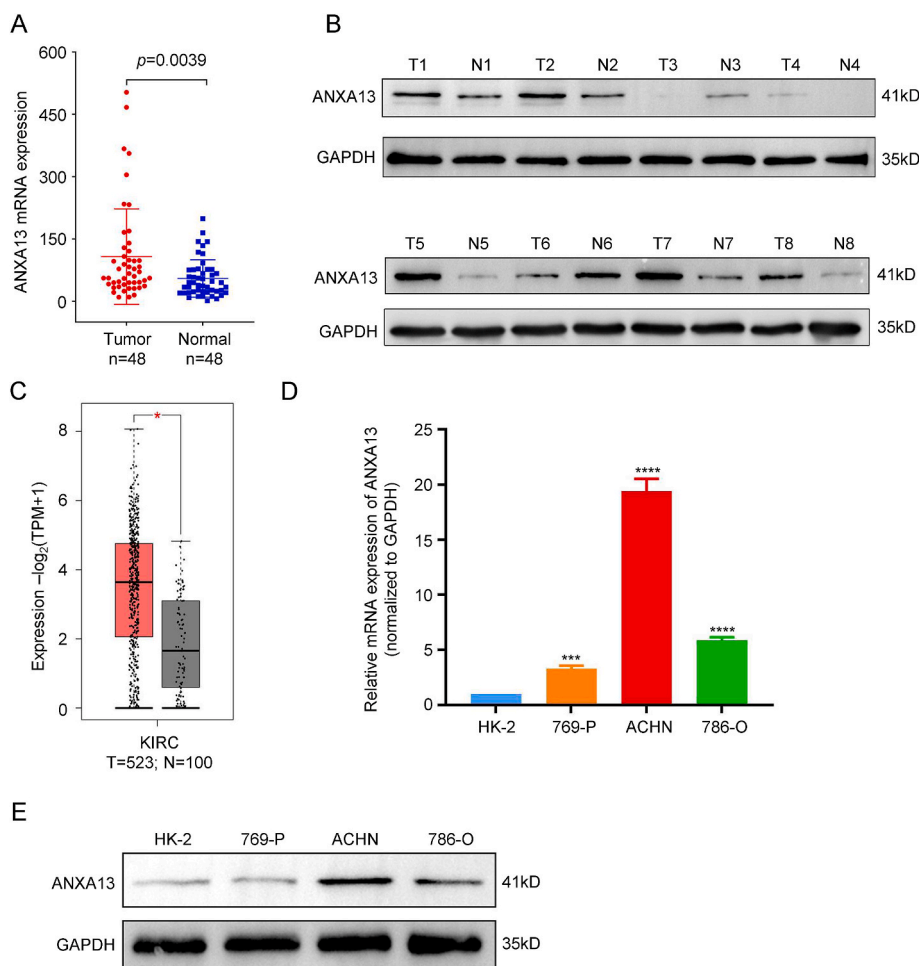 A
ANXA13 mRNA expression
600
450
300
150
0
p=0.0039
Tumor
n=48
Normal
n=48
B
T1 N1 T2 N2 T3 N3 T4 N4
ANXA13 41kD
GAPDH 35kD
T5 N5 T6 N6 T7 N7 T8 N8
ANXA13 41kD
GAPDH 35kD
C
Expression –log₂(TPM+1)
8
6
4
2
0
*
KIRC
T=523; N=100
D
Relative mRNA expression of ANXA13
(normalized to GAPDH)
25
20
15
10
5
0
***
****
****
HK-2 769-P ACHN 786-O
E
HK-2 769-P ACHN 786-O
ANXA13 41kD
GAPDH 35kD